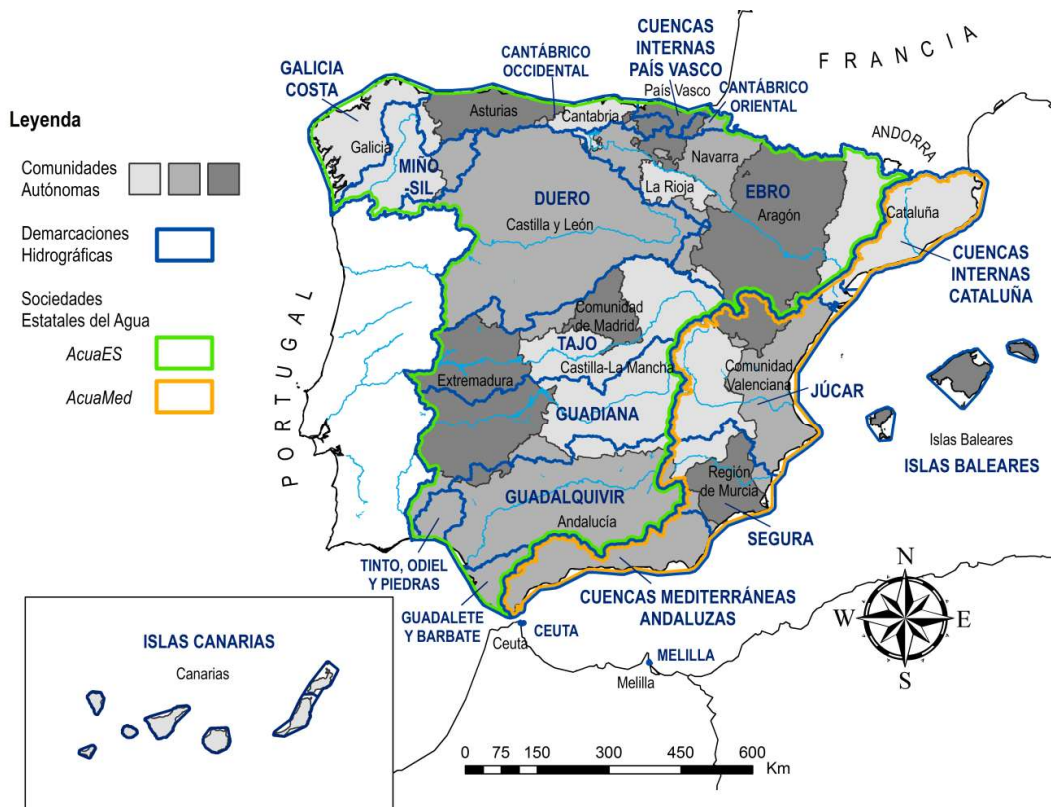 Leyenda
Comunidades
Autónomas
Demarcaciones
Hidrográficas
Sociedades
Estatales del Agua
AcuaES
AcuaMed
GALICIA
COSTA
CANTÁBRICO
OCCIDENTAL
CUENCAS
INTERNAS
PAÍS VASCO
País Vasco
CANTÁBRICO
ORIENTAL
FRANCIA
ANDORRA
Asturias
Cantabria
Galicia
MIÑO
-SIL
Navarra
La Rioja
DUERO
Castilla y León
EBRO
Aragón
Cataluña
CUENCAS
INTERNAS
CATALUÑA
PORTUGAL
Comunidad
de Madrid
TAJO
Castilla-La Mancha
Extremadura
GUADIANA
Comunidad
Valenciana
JÚCAR
Islas Baleares
ISLAS BALEARES
Región
de Murcia
SEGURA
GUADALQUIVIR
Andalucía
TINTO, ODIEL
Y PIEDRAS
GUADALETE
Y BARBATE
CUENCAS MEDITERRÁNEAS
ANDALUZAS
CEUTA
Ceuta
MELILLA
Melilla
ISLAS CANARIAS
Canarias
N
W
E
S
0 75 150 300 450 600
Km